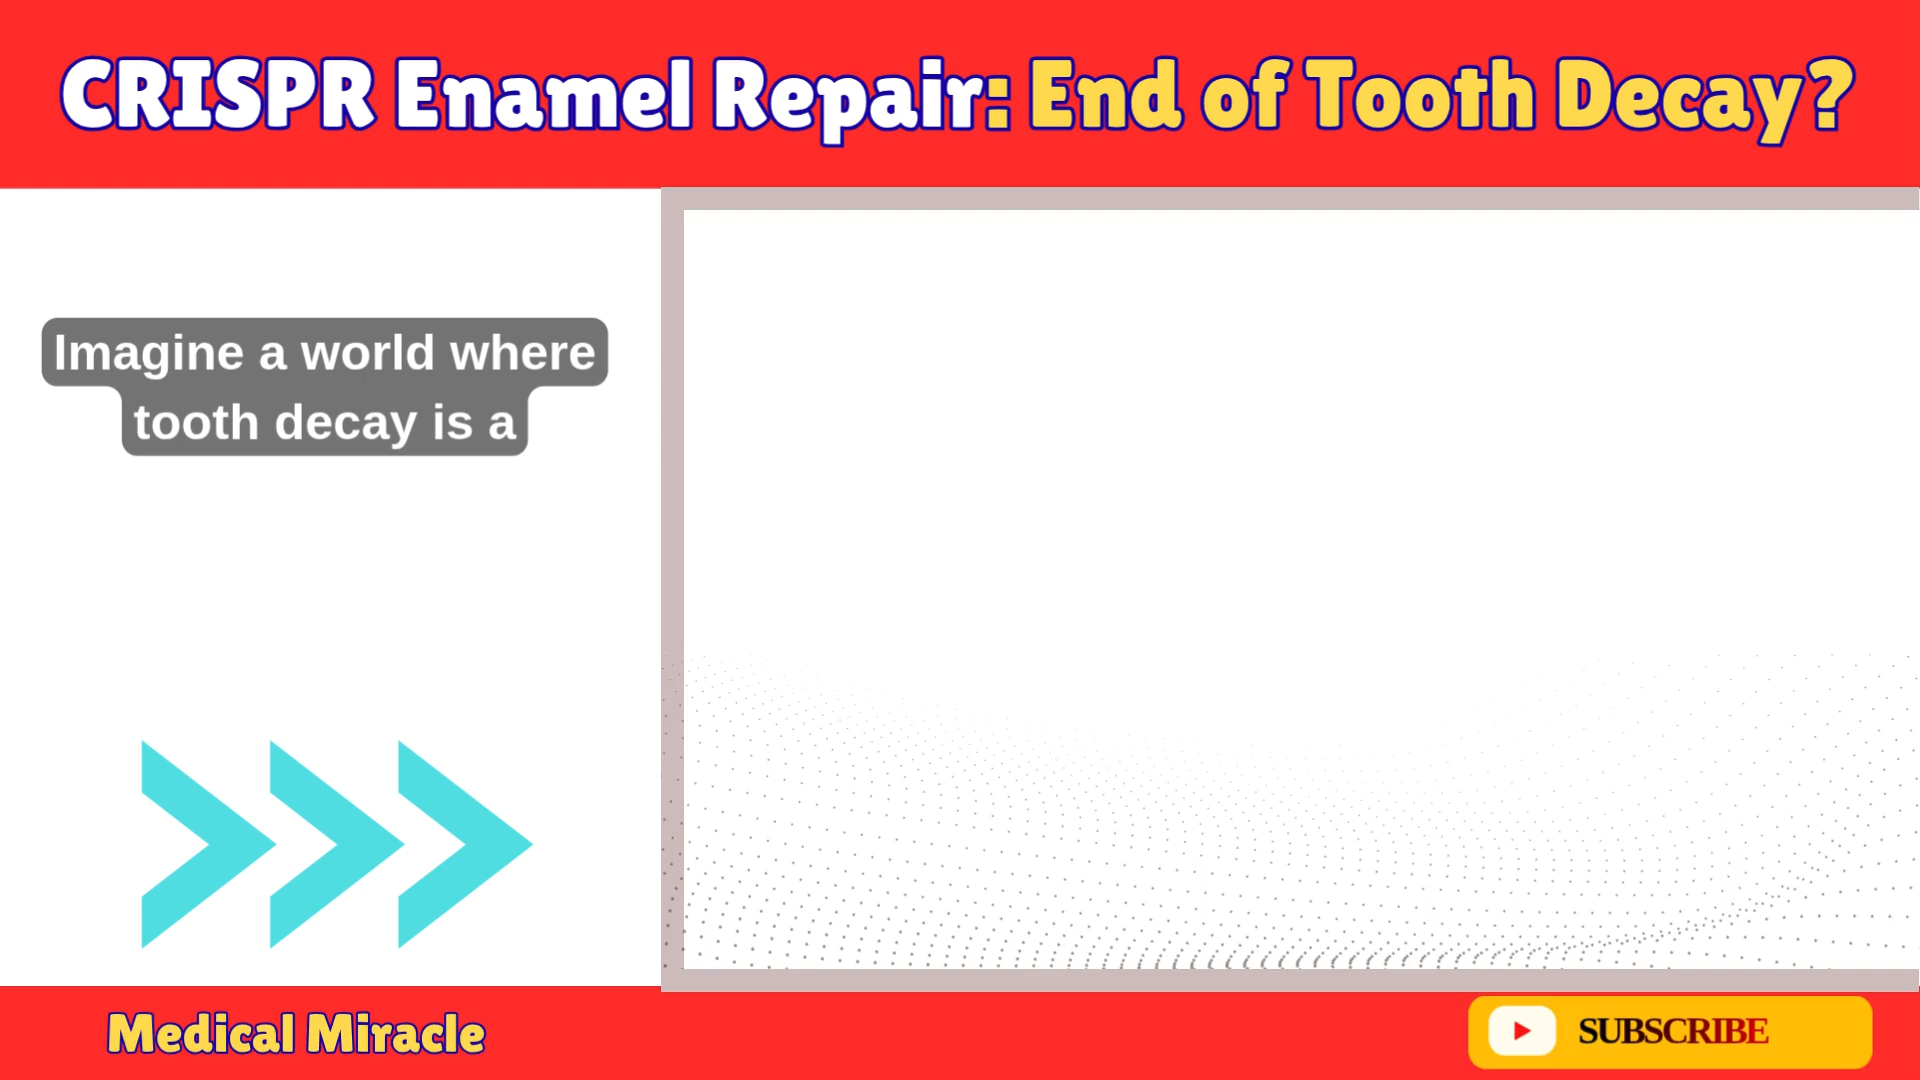 CRISPR Enamel Repair: End of Tooth Decay?
Imagine a world where
tooth decay is a
Medical Miracle
SUBSCRIBE